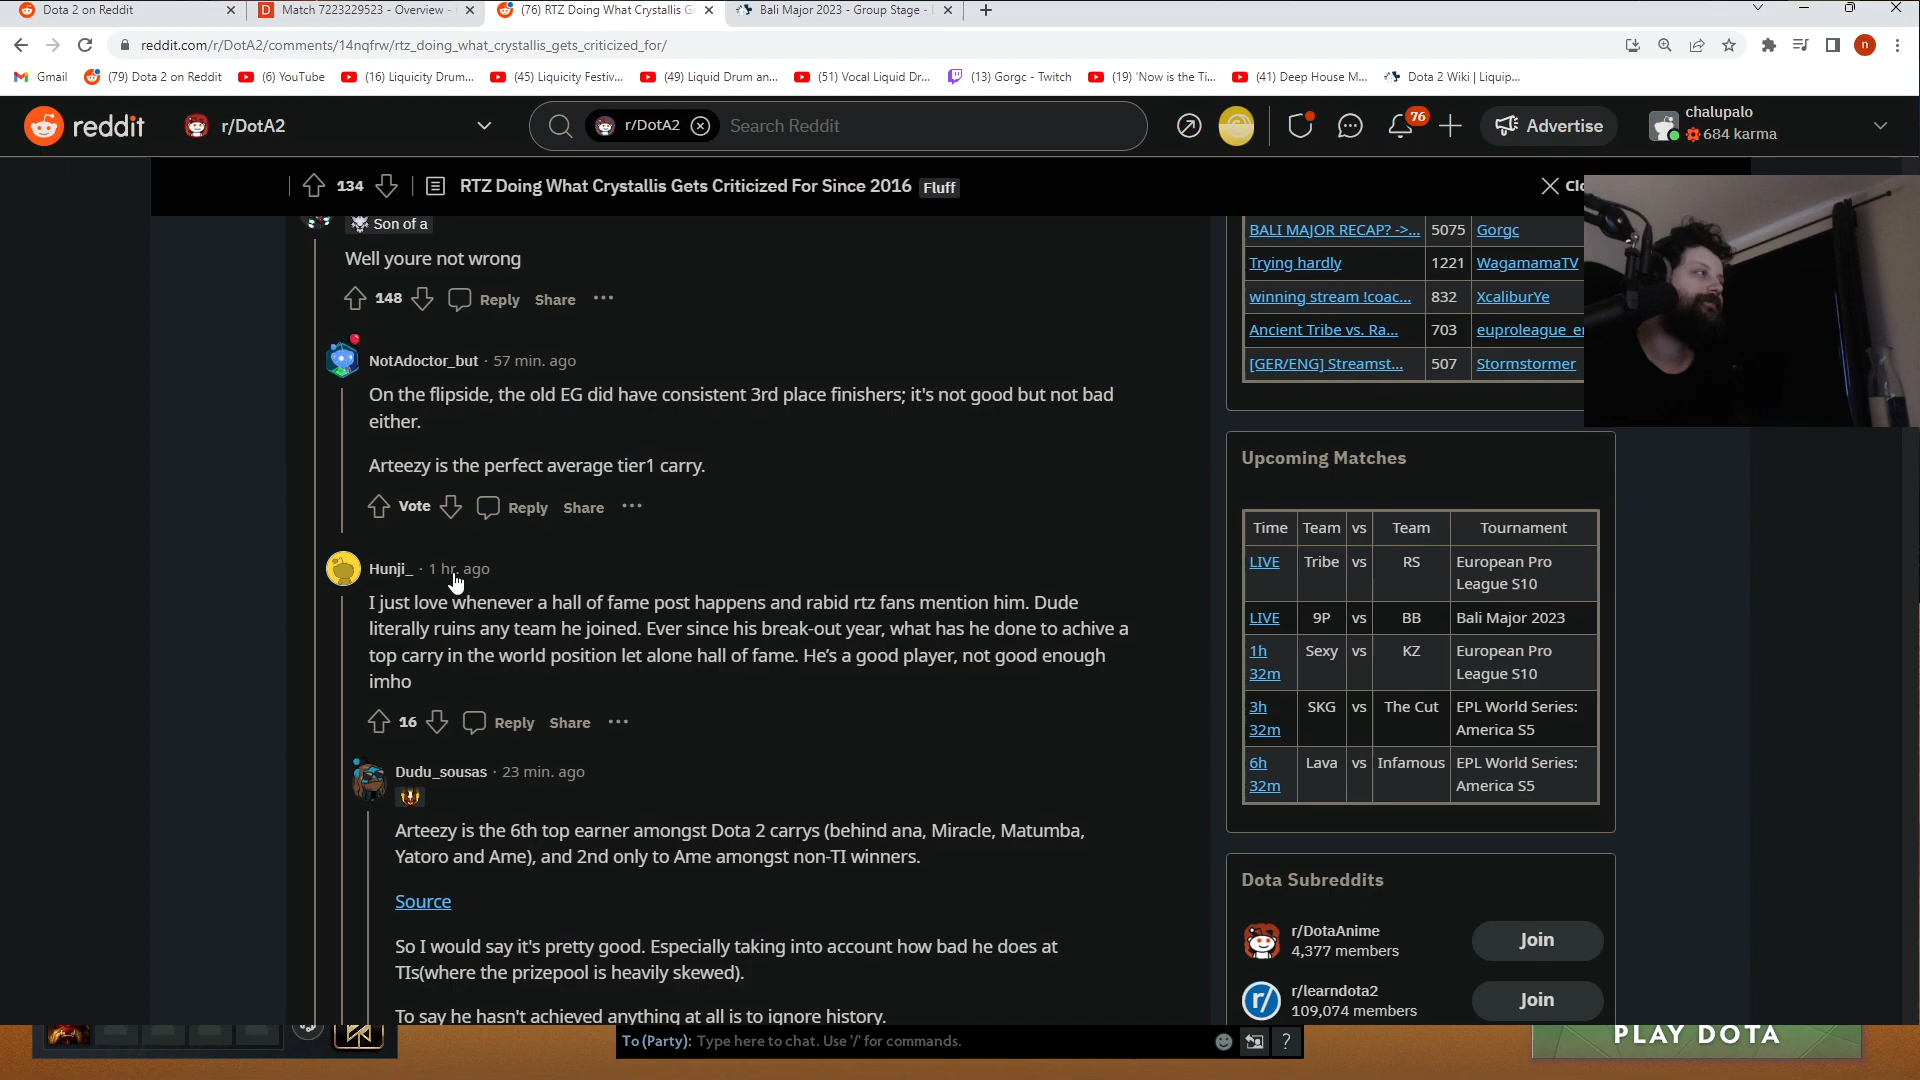 Dota 2 on Reddit
Match 7223229523 - Overview -
(76) RTZ Doing What Crystallis G
Bali Major 2023 - Group Stage -
reddit.com/r/DotA2/comments/14nqfrw/rtz_doing_what_crystallis_gets_criticized_for/
n
Gmail
(79) Dota 2 on Reddit
(6) YouTube
(16) Liquicity Drum...
(45) Liquicity Festiv...
(49) Liquid Drum an...
(51) Vocal Liquid Dr...
(13) Gorgc - Twitch
(19) 'Now is the Ti...
(41) Deep House M...
Dota 2 Wiki | Liquip...
reddit
r/DotA2
r/DotA2
Search Reddit
76
Advertise
chalupalo
684 karma
134
RTZ Doing What Crystallis Gets Criticized For Since 2016
Fluff
Clo
Son of a
Well youre not wrong
148
Reply
Share
NotAdoctor_but · 57 min. ago
On the flipside, the old EG did have consistent 3rd place finishers; it's not good but not bad
either.
Arteezy is the perfect average tier1 carry.
Vote
Reply
Share
Hunji_ · 1 hr. ago
I just love whenever a hall of fame post happens and rabid rtz fans mention him. Dude
literally ruins any team he joined. Ever since his break-out year, what has he done to achive a
top carry in the world position let alone hall of fame. He's a good player, not good enough
imho
16
Reply
Share
Dudu_sousas · 23 min. ago
Arteezy is the 6th top earner amongst Dota 2 carrys (behind ana, Miracle, Matumba,
Yatoro and Ame), and 2nd only to Ame amongst non-TI winners.
Source
So I would say it's pretty good. Especially taking into account how bad he does at
TIs(where the prizepool is heavily skewed).
To say he hasn't achieved anything at all is to ignore history.
BALI MAJOR RECAP? ->... 5075 Gorgc
Trying hardly 1221 WagamamaTV
winning stream !coac... 832 XcaliburYe
Ancient Tribe vs. Ra... 703 euproleague_e
[GER/ENG] Streamst... 507 Stormstormer
Upcoming Matches
Time Team vs Team Tournament
LIVE Tribe vs RS European Pro
League S10
LIVE 9P vs BB Bali Major 2023
1h Sexy vs KZ European Pro
32m League S10
3h SKG vs The Cut EPL World Series:
32m America S5
6h Lava vs Infamous EPL World Series:
32m America S5
Dota Subreddits
r/DotaAnime
4,377 members
Join
r/learndota2
109,074 members
Join
To (Party): Type here to chat. Use '/' for commands.
?
PLAY DOTA